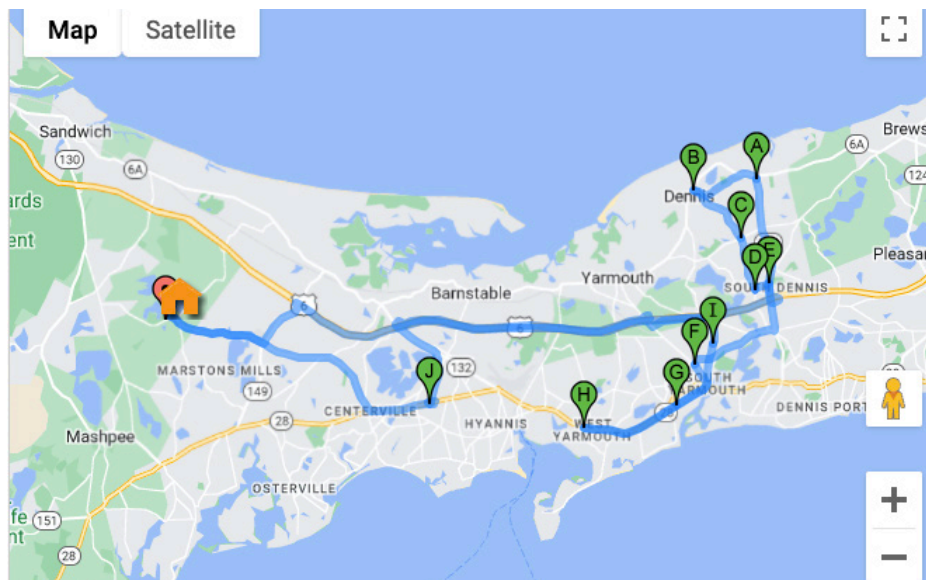 Map
Satellite
Sandwich
130
6A
B
A
6A
Brews
124
ards
ent
Dennis
C
Yarmouth
D
E
SOUTH DENNIS
Pleasan
Barnstable
6
6
I
F
MARSTONS MILLS
149
J
132
G
SOUTH
YARMOUTH
28
28
H
CENTERVILLE
HYANNIS
WEST
YARMOUTH
DENNIS PORT
28
Mashpee
OSTERVILLE
fe
nt
151
28
+
−